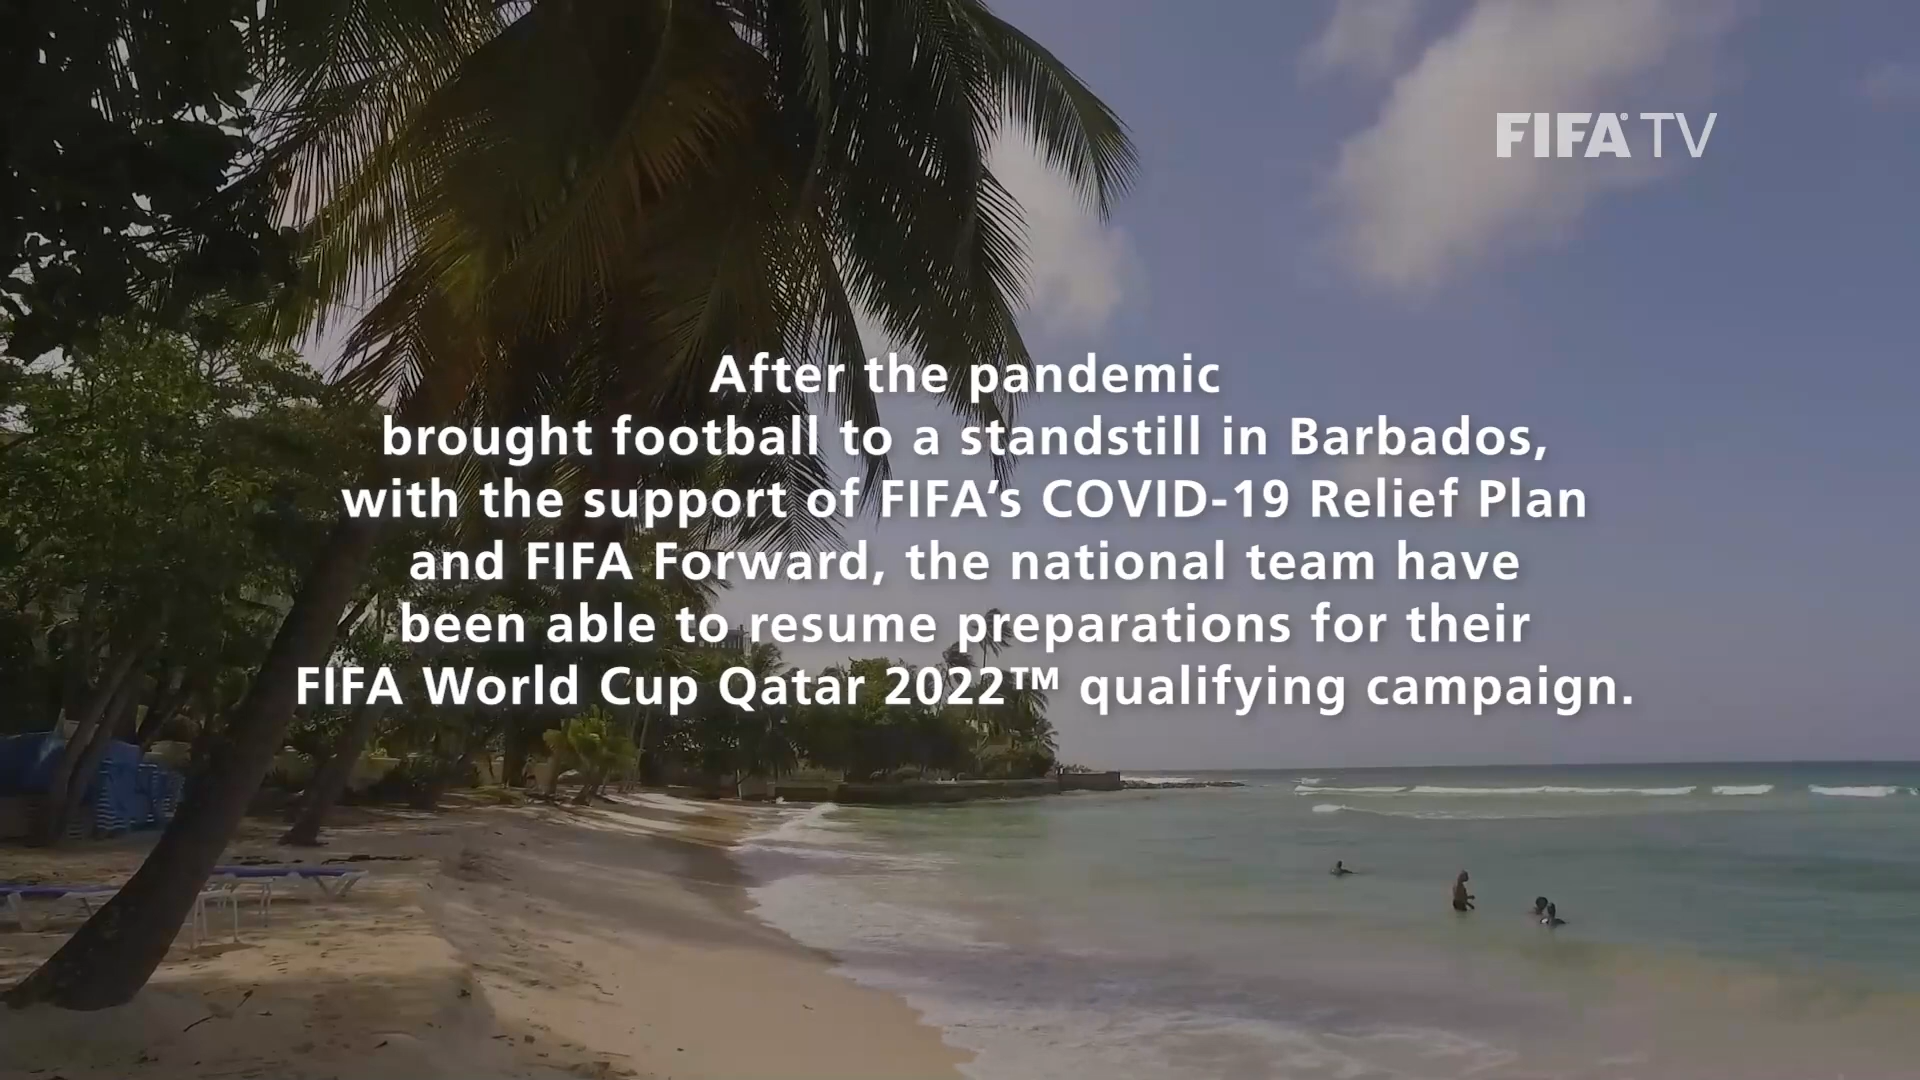 FIFA TV
After the pandemic
brought football to a standstill in Barbados,
with the support of FIFA‘s COVID-19 Relief Plan
and FIFA Forward, the national team have
been able to resume preparations for their
FIFA World Cup Qatar 2022™ qualifying campaign.